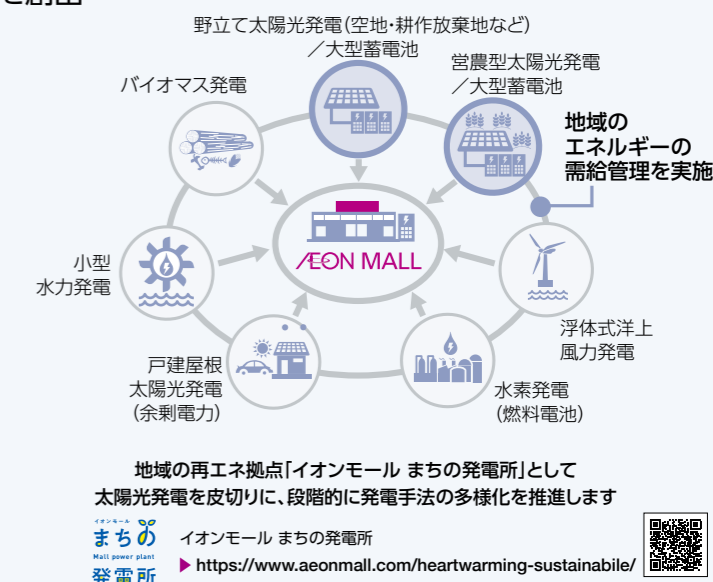 野立て太陽光発電(空地・耕作放棄地など)
／大型蓄電池
営農型太陽光発電
／大型蓄電池
バイオマス発電
地域の
エネルギーの
需給管理を実施
ÆON MALL
小型
水力発電
浮体式洋上
風力発電
戸建屋根
太陽光発電
(余剰電力)
水素発電
(燃料電池)
地域の再エネ拠点「イオンモール まちの発電所」として
太陽光発電を皮切りに、段階的に発電手法の多様化を推進します
イオンモール
まちの
Mall power plant
発電所
イオンモール まちの発電所
▶ https://www.aeonmall.com/heartwarming-sustainabile/